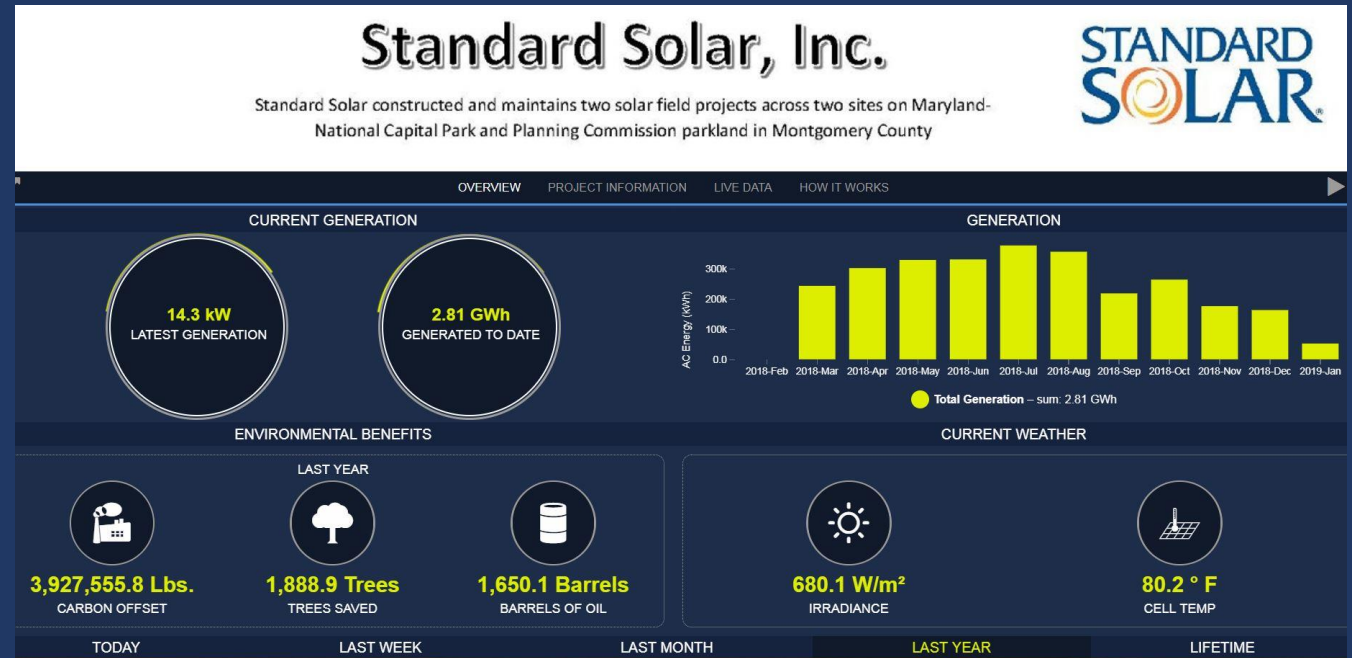 Standard Solar, Inc.
STANDARD
SOLAR®
Standard Solar constructed and maintains two solar field projects across two sites on Maryland-
National Capital Park and Planning Commission parkland in Montgomery County
OVERVIEW PROJECT INFORMATION LIVE DATA HOW IT WORKS
CURRENT GENERATION
14.3 kW
LATEST GENERATION
2.81 GWh
GENERATED TO DATE
GENERATION
AC Energy (kWh)
300k
200k
100k
0.0
2018-Feb 2018-Mar 2018-Apr 2018-May 2018-Jun 2018-Jul 2018-Aug 2018-Sep 2018-Oct 2018-Nov 2018-Dec 2019-Jan
Total Generation – sum: 2.81 GWh
ENVIRONMENTAL BENEFITS
LAST YEAR
3,927,555.8 Lbs.
CARBON OFFSET
1,888.9 Trees
TREES SAVED
1,650.1 Barrels
BARRELS OF OIL
CURRENT WEATHER
680.1 W/m²
IRRADIANCE
80.2 ° F
CELL TEMP
TODAY LAST WEEK LAST MONTH LAST YEAR LIFETIME